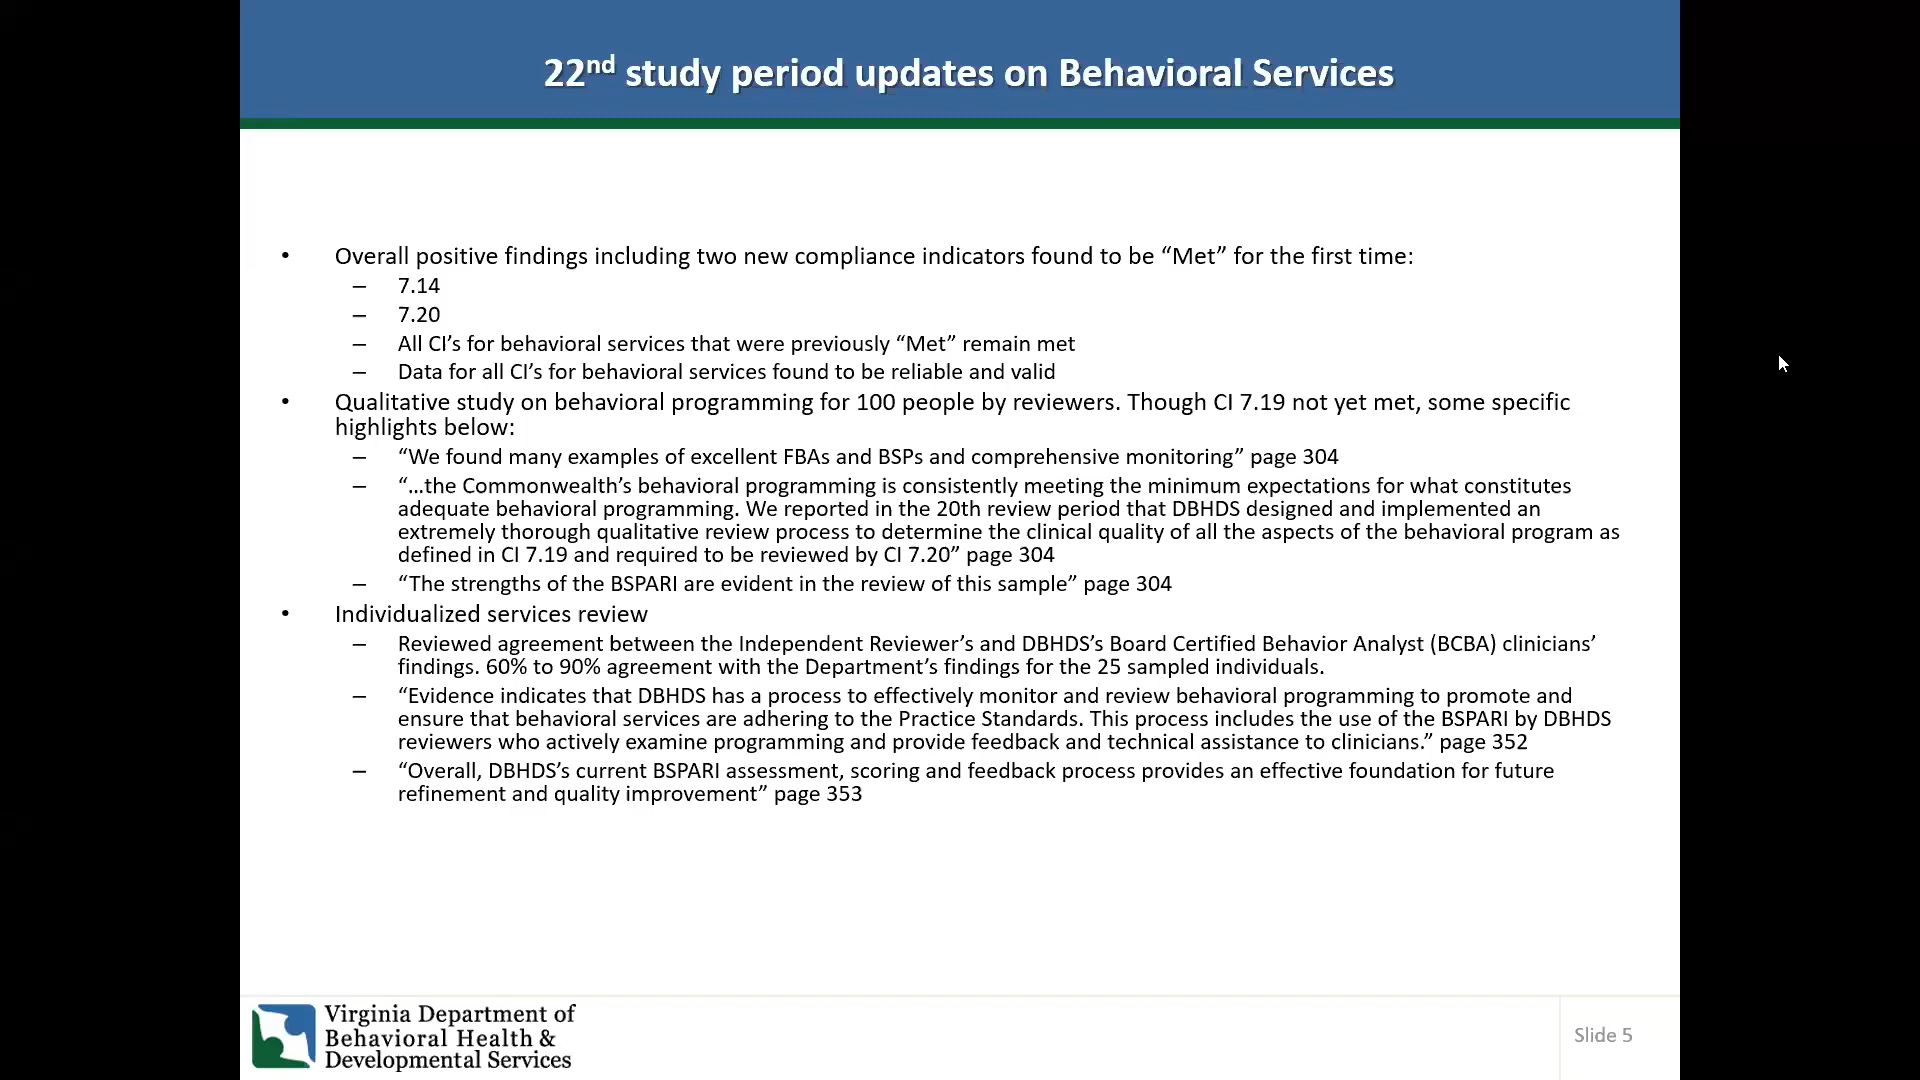 22nd study period updates on Behavioral Services
• Overall positive findings including two new compliance indicators found to be “Met” for the first time:
– 7.14
– 7.20
– All CI’s for behavioral services that were previously “Met” remain met
– Data for all CI’s for behavioral services found to be reliable and valid
• Qualitative study on behavioral programming for 100 people by reviewers. Though CI 7.19 not yet met, some specific
highlights below:
– “We found many examples of excellent FBAs and BSPs and comprehensive monitoring” page 304
– “…the Commonwealth’s behavioral programming is consistently meeting the minimum expectations for what constitutes
adequate behavioral programming. We reported in the 20th review period that DBHDS designed and implemented an
extremely thorough qualitative review process to determine the clinical quality of all the aspects of the behavioral program as
defined in CI 7.19 and required to be reviewed by CI 7.20” page 304
– “The strengths of the BSPARI are evident in the review of this sample” page 304
• Individualized services review
– Reviewed agreement between the Independent Reviewer’s and DBHDS’s Board Certified Behavior Analyst (BCBA) clinicians’
findings. 60% to 90% agreement with the Department’s findings for the 25 sampled individuals.
– “Evidence indicates that DBHDS has a process to effectively monitor and review behavioral programming to promote and
ensure that behavioral services are adhering to the Practice Standards. This process includes the use of the BSPARI by DBHDS
reviewers who actively examine programming and provide feedback and technical assistance to clinicians.” page 352
– “Overall, DBHDS’s current BSPARI assessment, scoring and feedback process provides an effective foundation for future
refinement and quality improvement” page 353
Virginia Department of
Behavioral Health &
Developmental Services
Slide 5